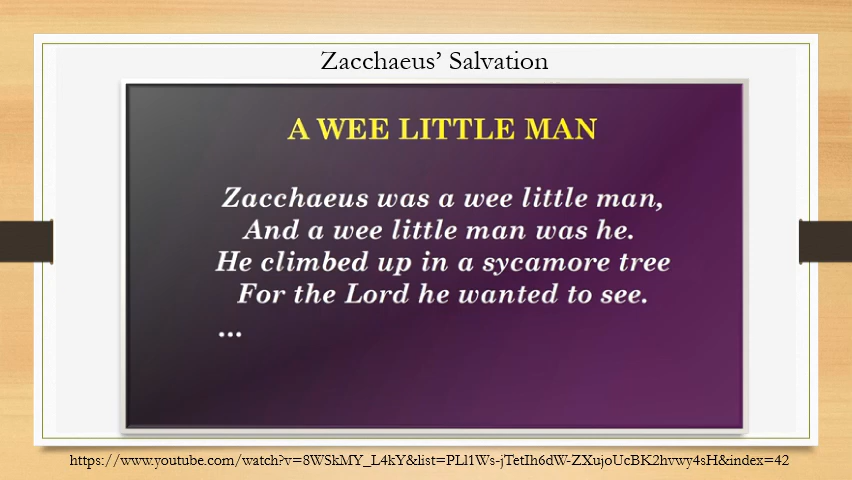 Zacchaeus’ Salvation
A WEE LITTLE MAN
Zacchaeus was a wee little man,
And a wee little man was he.
He climbed up in a sycamore tree
For the Lord he wanted to see.
...
https://www.youtube.com/watch?v=8WSkMY_L4kY&list=PLl1Ws-jTetIh6dW-ZXujoUcBK2hvwy4sH&index=42